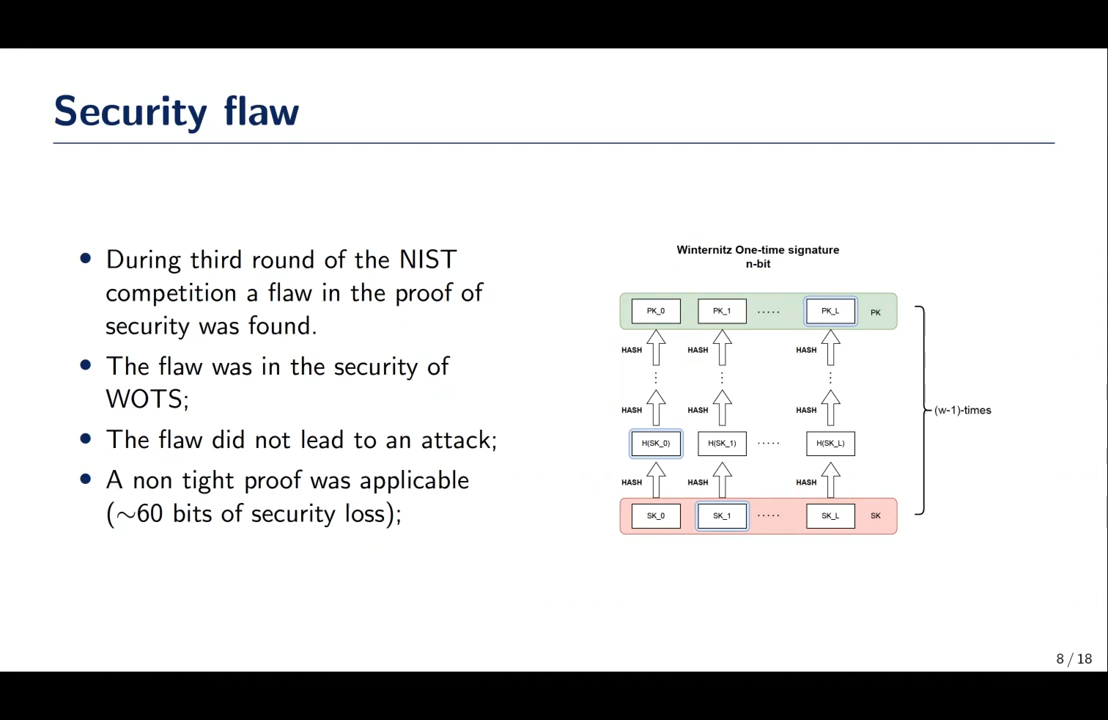 Security flaw
• During third round of the NIST
competition a flaw in the proof of
security was found.
• The flaw was in the security of
WOTS;
• The flaw did not lead to an attack;
• A non tight proof was applicable
(∼60 bits of security loss);
Winternitz One-time signature
n-bit
PK_0 PK_1 ····· PK_L PK
HASH HASH HASH
HASH HASH HASH
(w-1)-times
H(SK_0) H(SK_1) ····· H(SK_L)
HASH HASH HASH
SK_0 SK_1 ····· SK_L SK
8 / 18